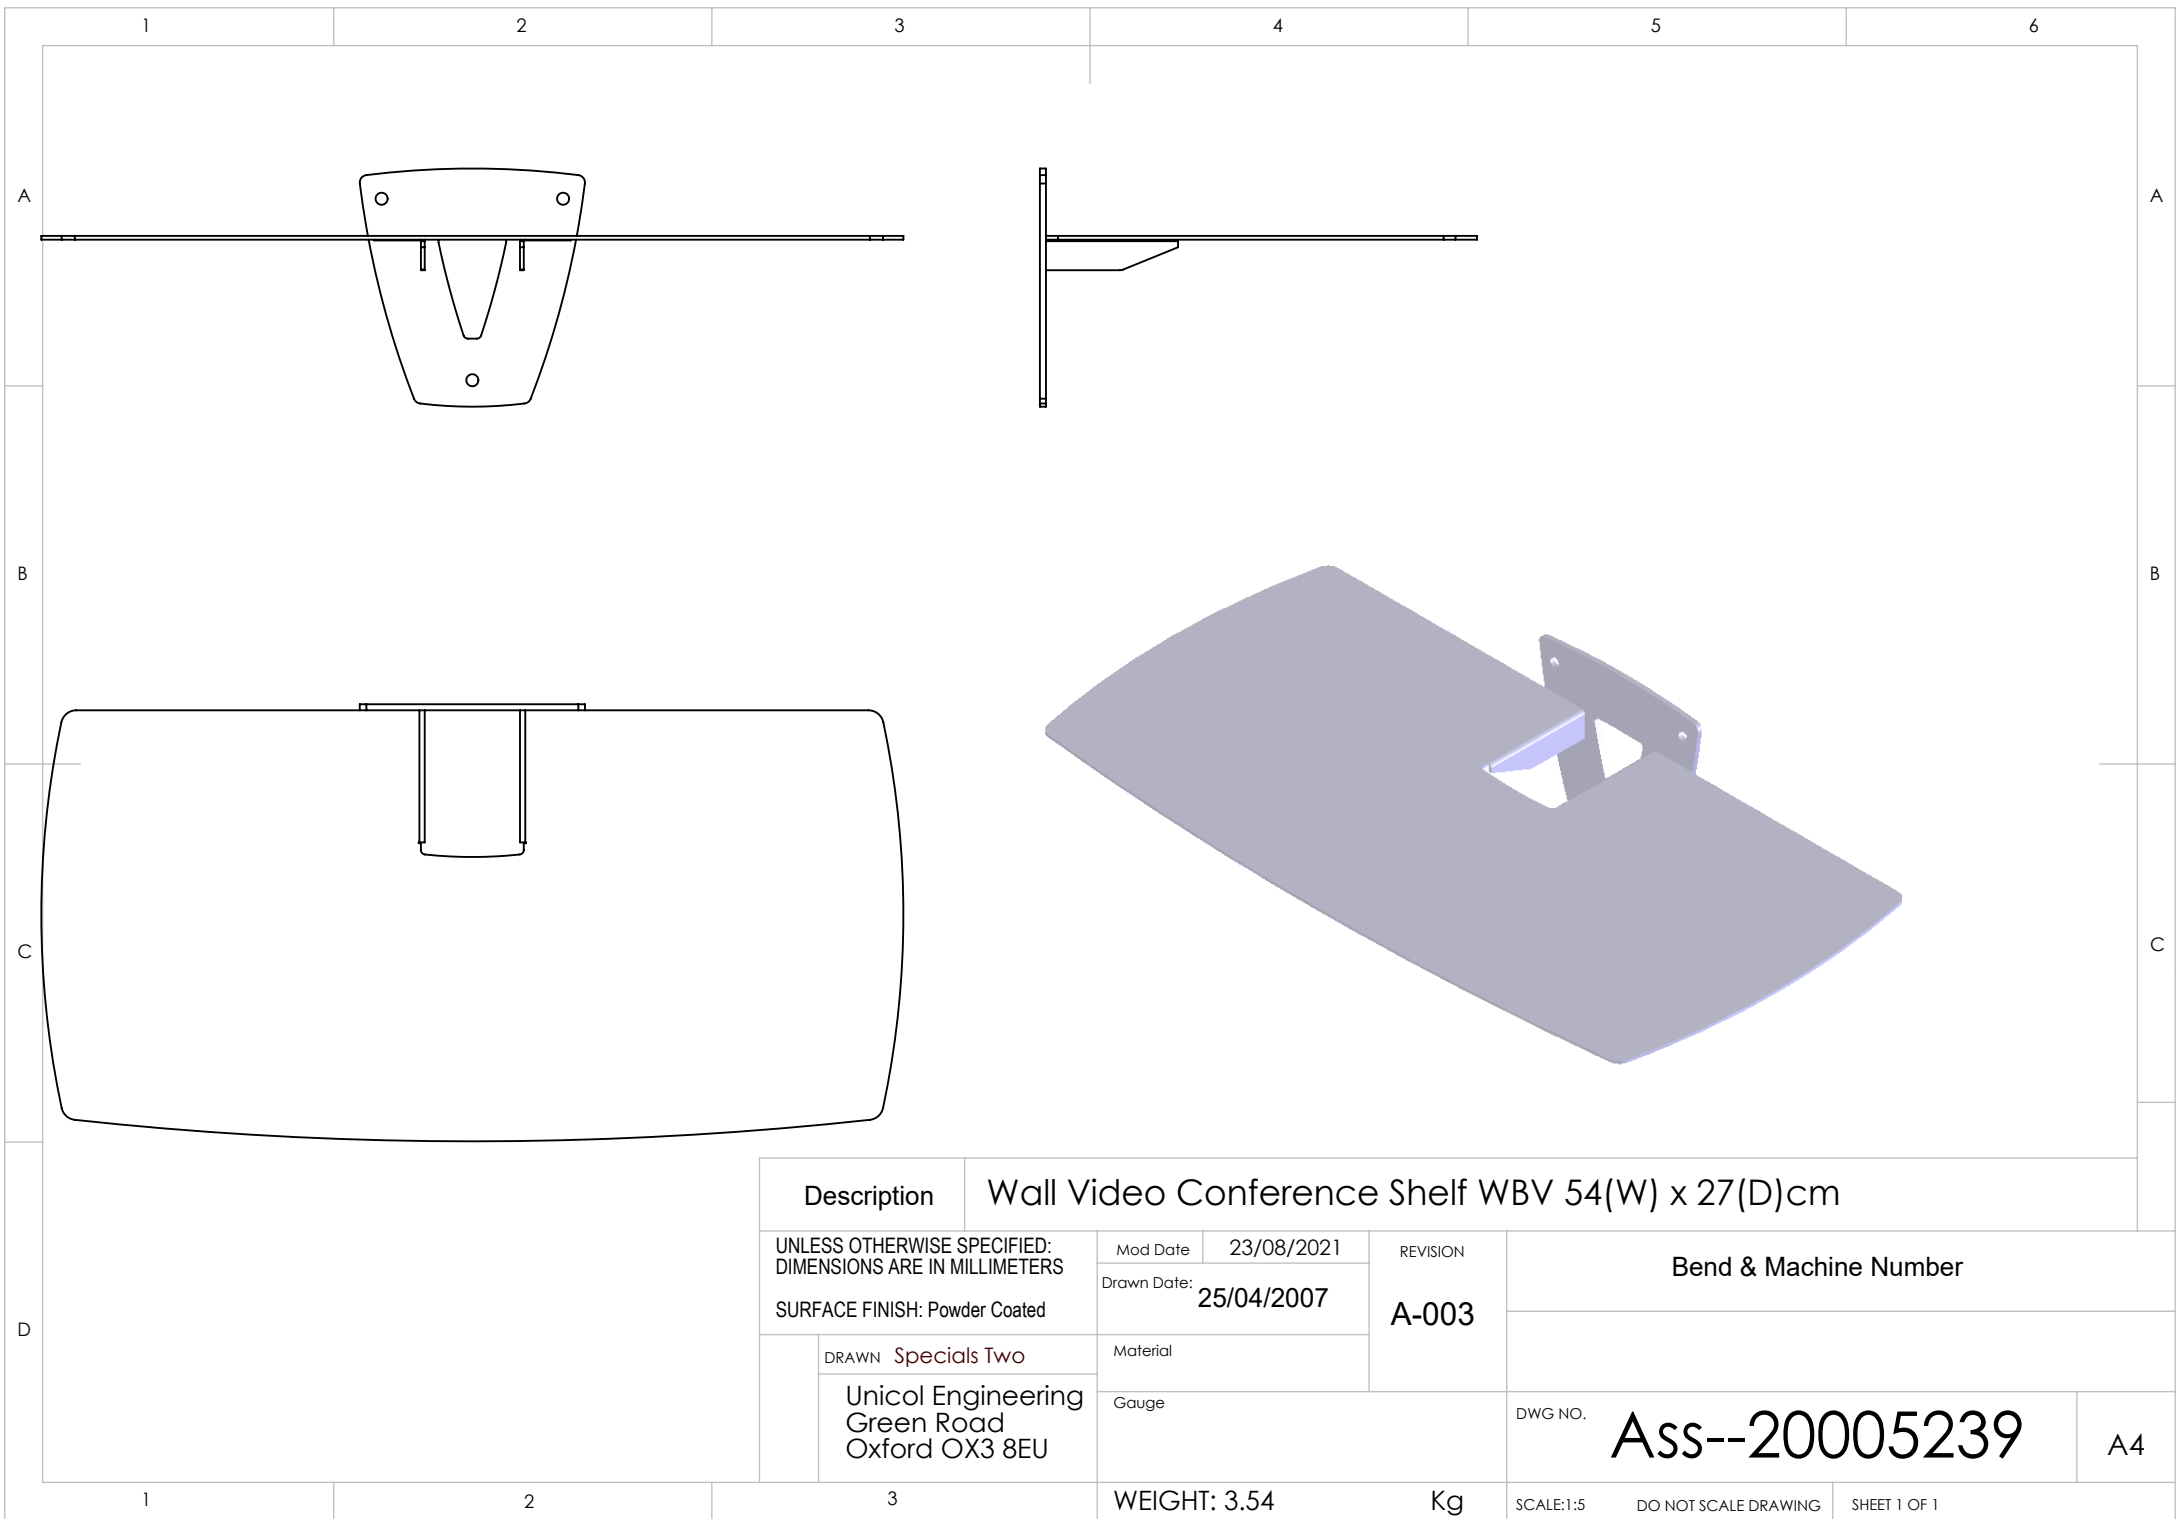 1 2 3 4 5 6
A A
B B
C C
Description Wall Video Conference Shelf WBV 54(W) x 27(D)cm
UNLESS OTHERWISE SPECIFIED:
DIMENSIONS ARE IN MILLIMETERS
SURFACE FINISH: Powder Coated
Mod Date 23/08/2021
Drawn Date: 25/04/2007
REVISION
A-003
Bend & Machine Number
D
DRAWN Specials Two
Unicol Engineering
Green Road
Oxford OX3 8EU
Material
Gauge
DWG NO. Ass--20005239
A4
WEIGHT: 3.54 Kg
SCALE:1:5 DO NOT SCALE DRAWING SHEET 1 OF 1
1 2 3